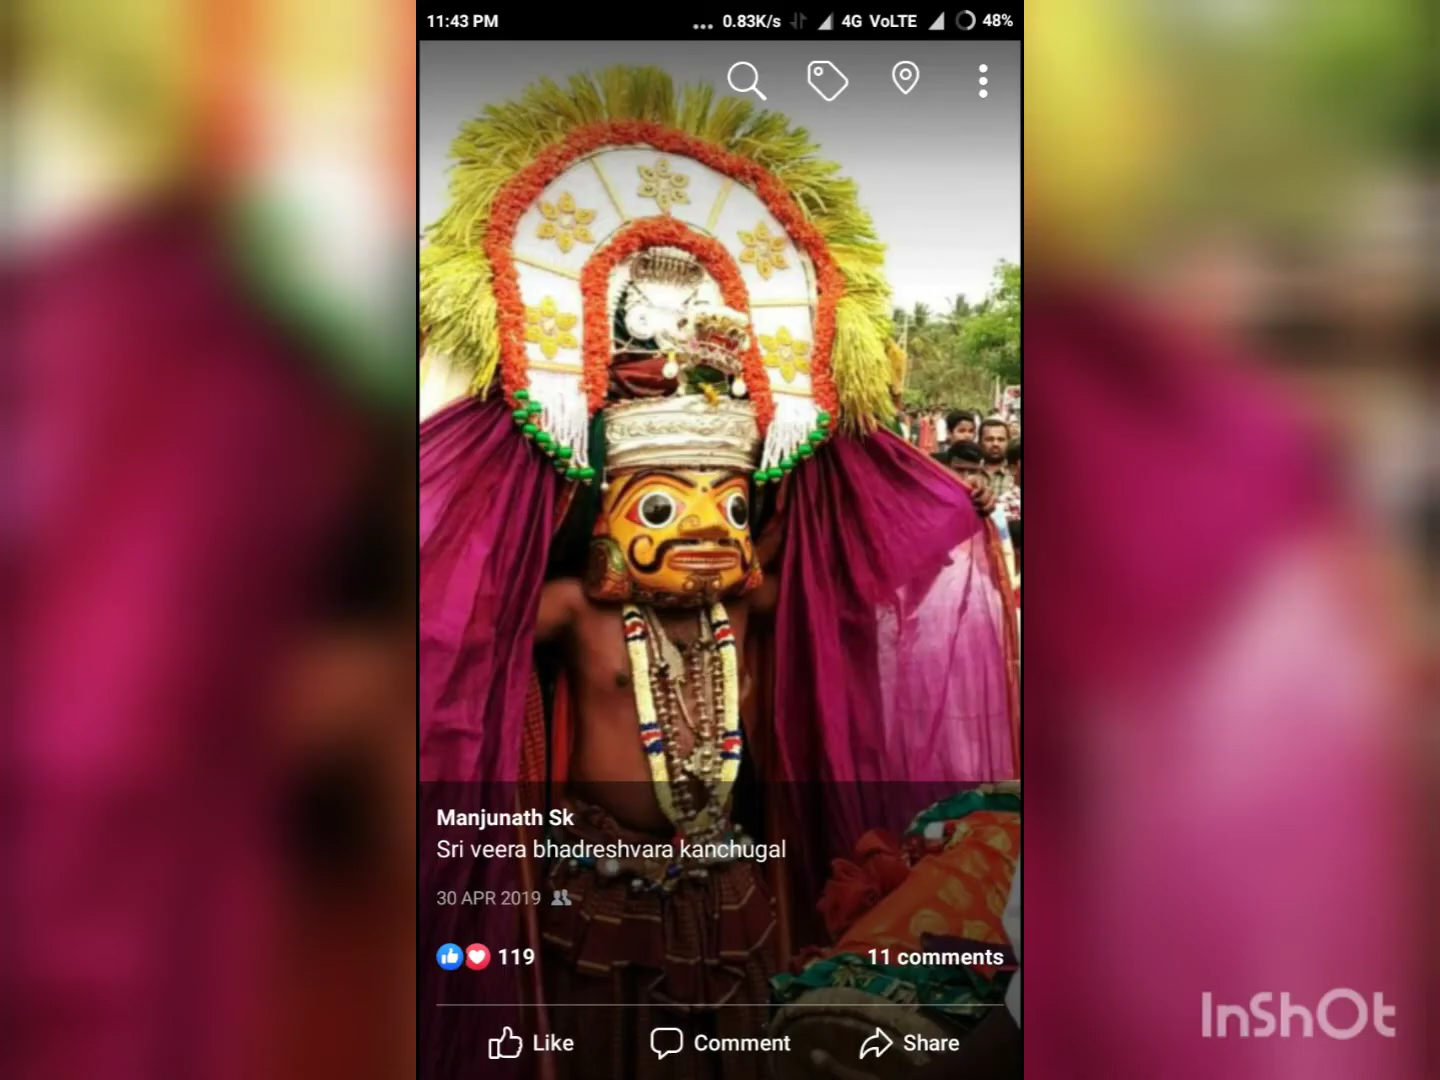 11:43 PM ... 0.83K/s 4G VoLTE 48%
Manjunath Sk
Sri veera bhadreshvara kanchugal
30 APR 2019
119 11 comments
Like Comment Share
InShOt